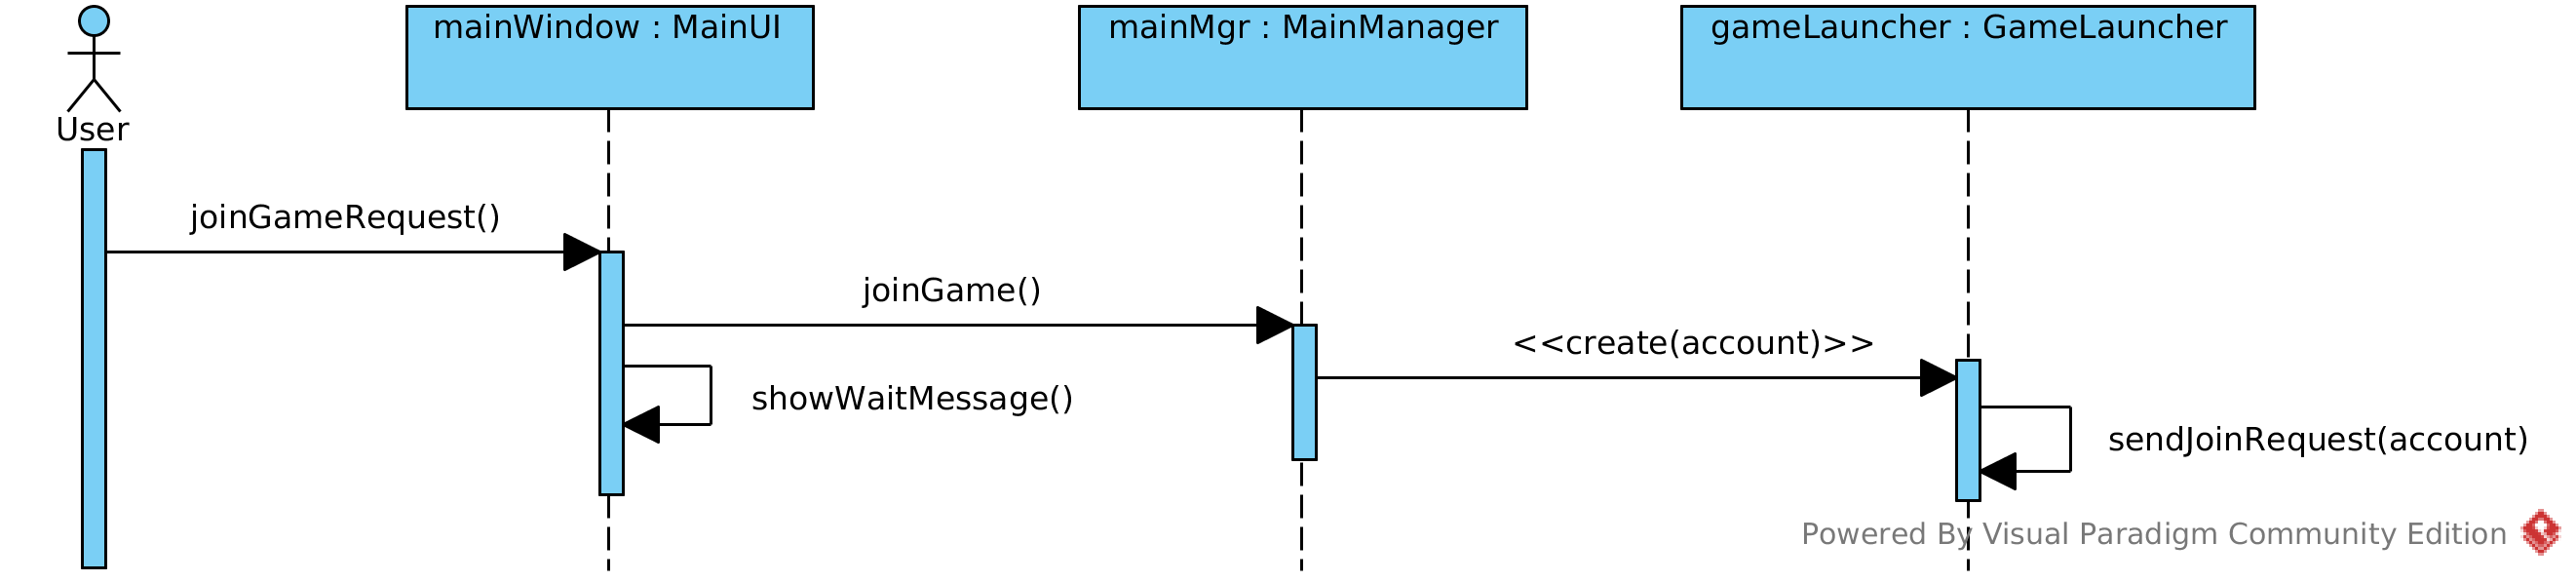 mainWindow : MainUI
mainMgr : MainManager
gameLauncher : GameLauncher
User
joinGameRequest()
joinGame()
<<create(account)>>
showWaitMessage()
sendJoinRequest(account)
Powered By Visual Paradigm Community Edition